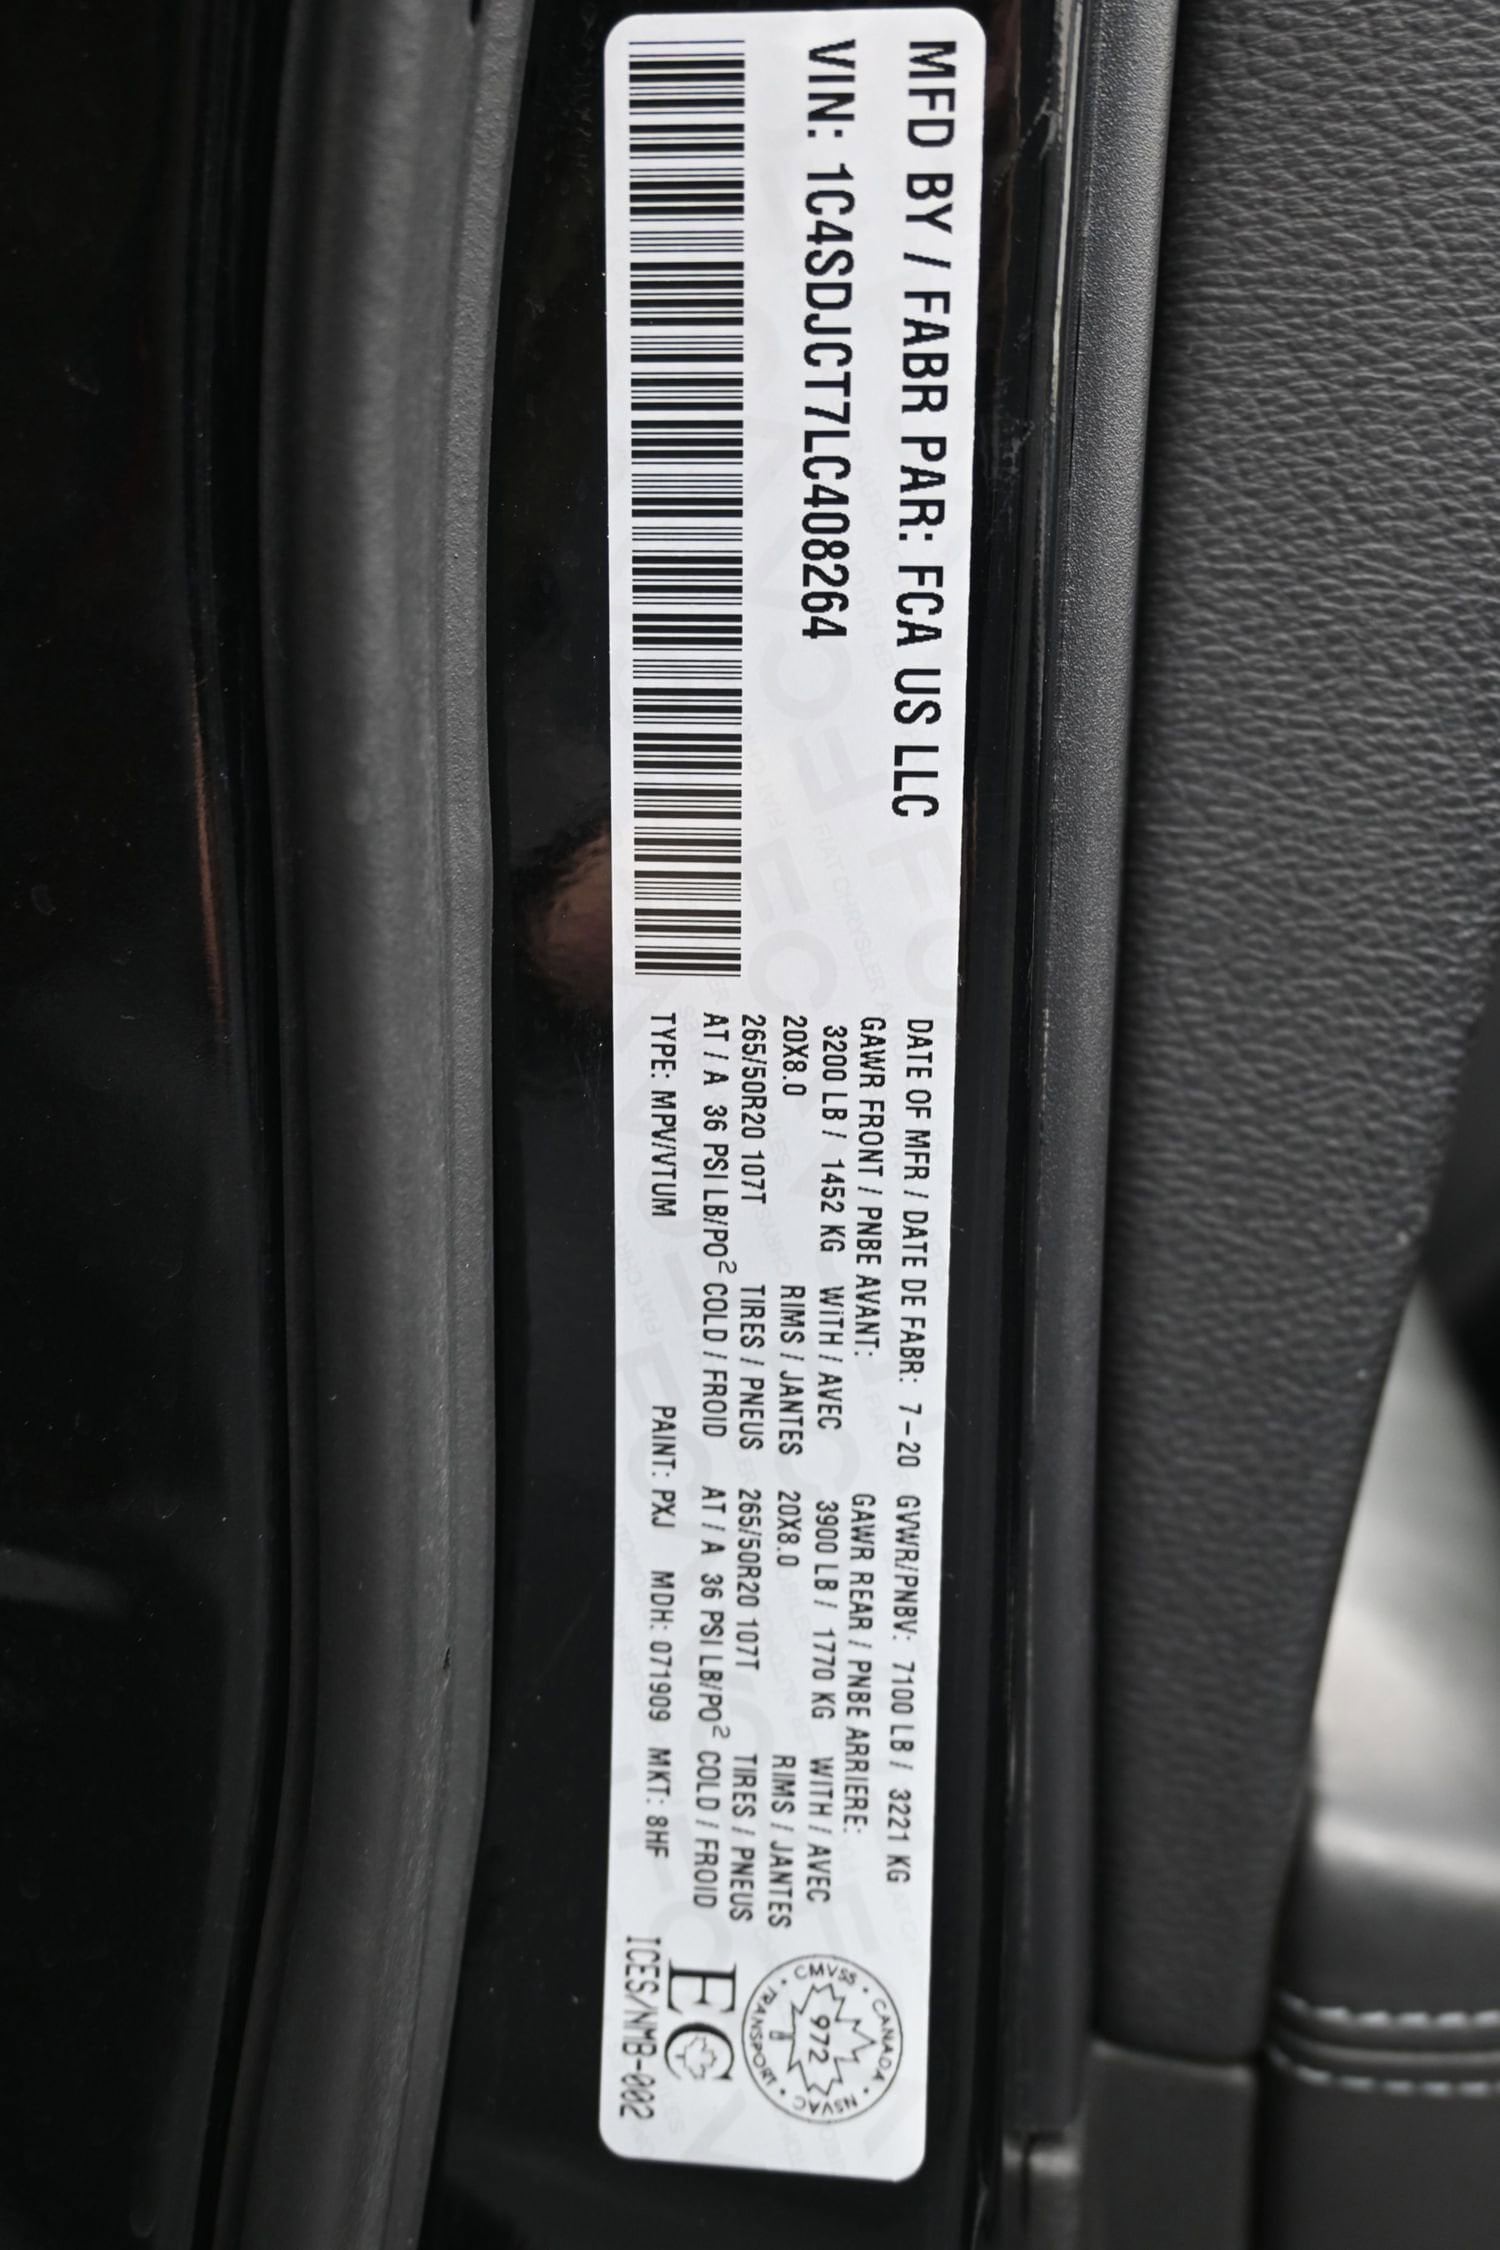 MFD BY / FABR PAR: FCA US LLC
VIN: 1C4SDJCT7LC408264
DATE OF MFR / DATE DE FABR: 7-20 GVWR/PNBV: 7100 LB / 3221 KG
GAWR FRONT / PNBE AVANT: GAWR REAR / PNBE ARRIERE:
3200 LB / 1452 KG WITH / AVEC 3900 LB / 1770 KG WITH / AVEC
20X8.0 RIMS / JANTES 20X8.0 RIMS / JANTES
265/50R20 107T TIRES / PNEUS 265/50R20 107T TIRES / PNEUS
AT / A 36 PSI LB/PO² COLD / FROID AT / A 36 PSI LB/PO² COLD / FROID
TYPE: MPV/VTUM PAINT: PXJ MDH: 071909 MKT: 8HF
CMVSS • CANADA • NSVAC • TRANSPORT •
972
EC
ICES/NMB-002